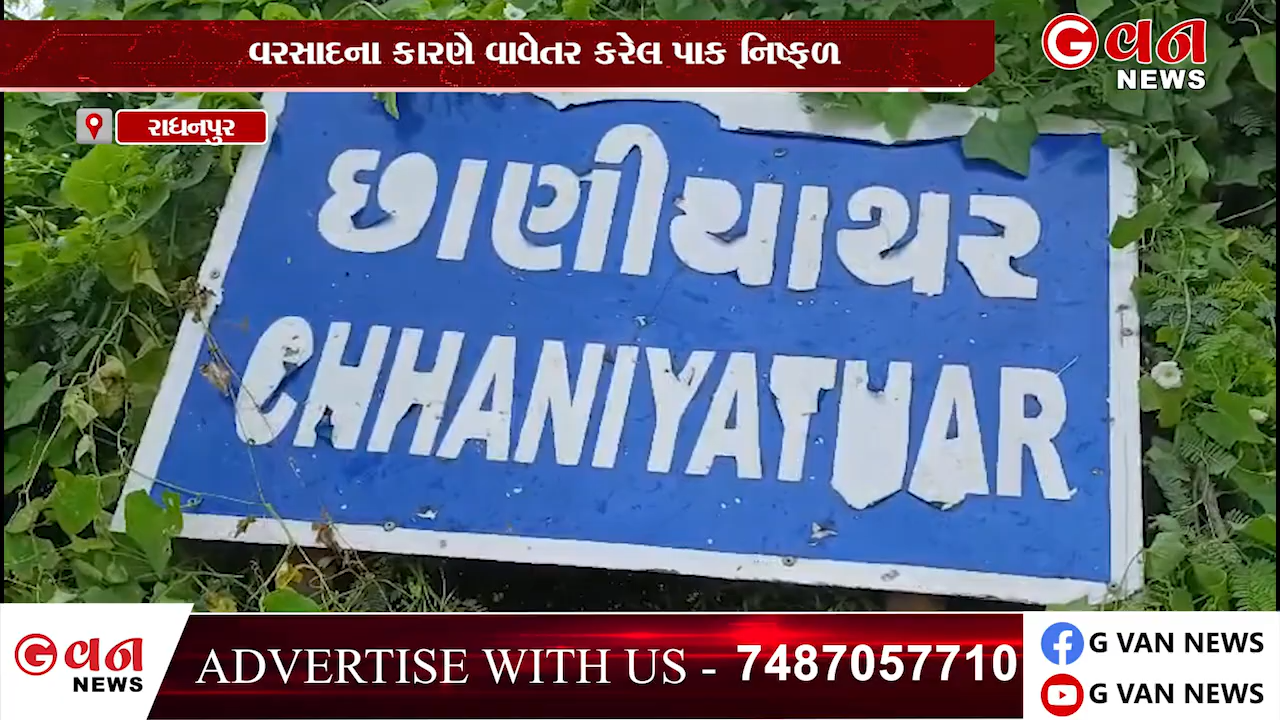 વરસાદના કારણે વાવેતર કરેલ પાક નિષ્ફળ
G વન
NEWS
રાધનપુર
છાણીયાથર
CHHANIYATHAR
G વન
NEWS
ADVERTISE WITH US - 7487057710
G VAN NEWS
G VAN NEWS